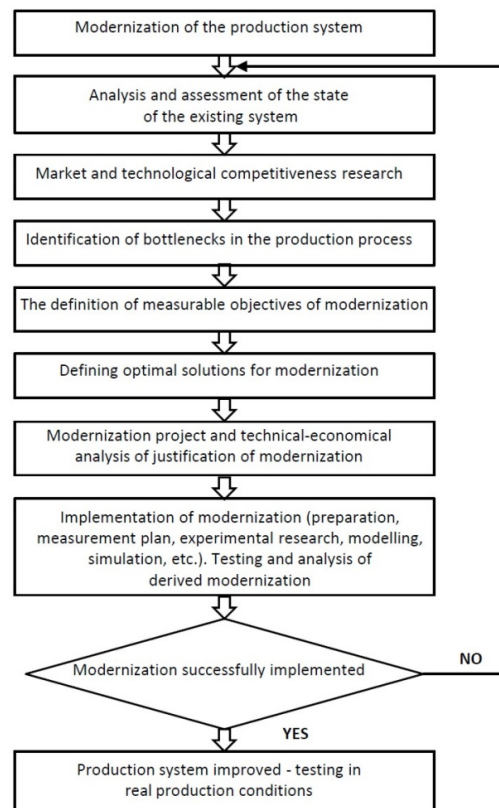 Modernization of the production system
Analysis and assessment of the state
of the existing system
Market and technological competitiveness research
Identification of bottlenecks in the production process
The definition of measurable objectives of modernization
Defining optimal solutions for modernization
Modernization project and technical-economical
analysis of justification of modernization
Implementation of modernization (preparation,
measurement plan, experimental research, modelling,
simulation, etc.). Testing and analysis of
derived modernization
Modernization successfully implemented
NO
YES
Production system improved - testing in
real production conditions